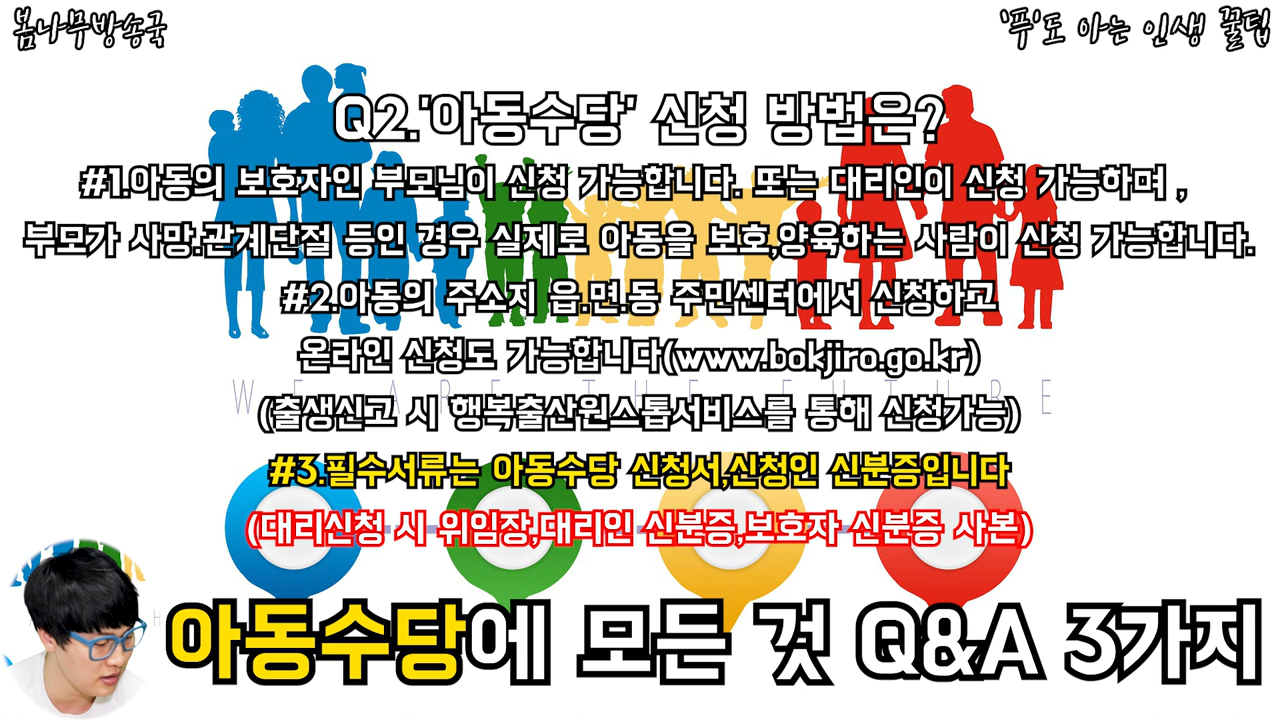 봄나무방송국
'푸'도 아는 인생 꿀팁
Q2.'아동수당' 신청 방법은?
#1.아동의 보호자인 부모님이 신청 가능합니다. 또는 대리인이 신청 가능하며 ,
부모가 사망.관계단절 등인 경우 실제로 아동을 보호,양육하는 사람이 신청 가능합니다.
#2.아동의 주소지 읍.면.동 주민센터에서 신청하고
온라인 신청도 가능합니다(www.bokjiro.go.kr)
WE ARE THE FUTURE
(출생신고 시 행복출산원스톱서비스를 통해 신청가능)
#3.필수서류는 아동수당 신청서,신청인 신분증입니다
(대리신청 시 위임장,대리인 신분증,보호자 신분증 사본)
아동수당에 모든 것 Q&A 3가지